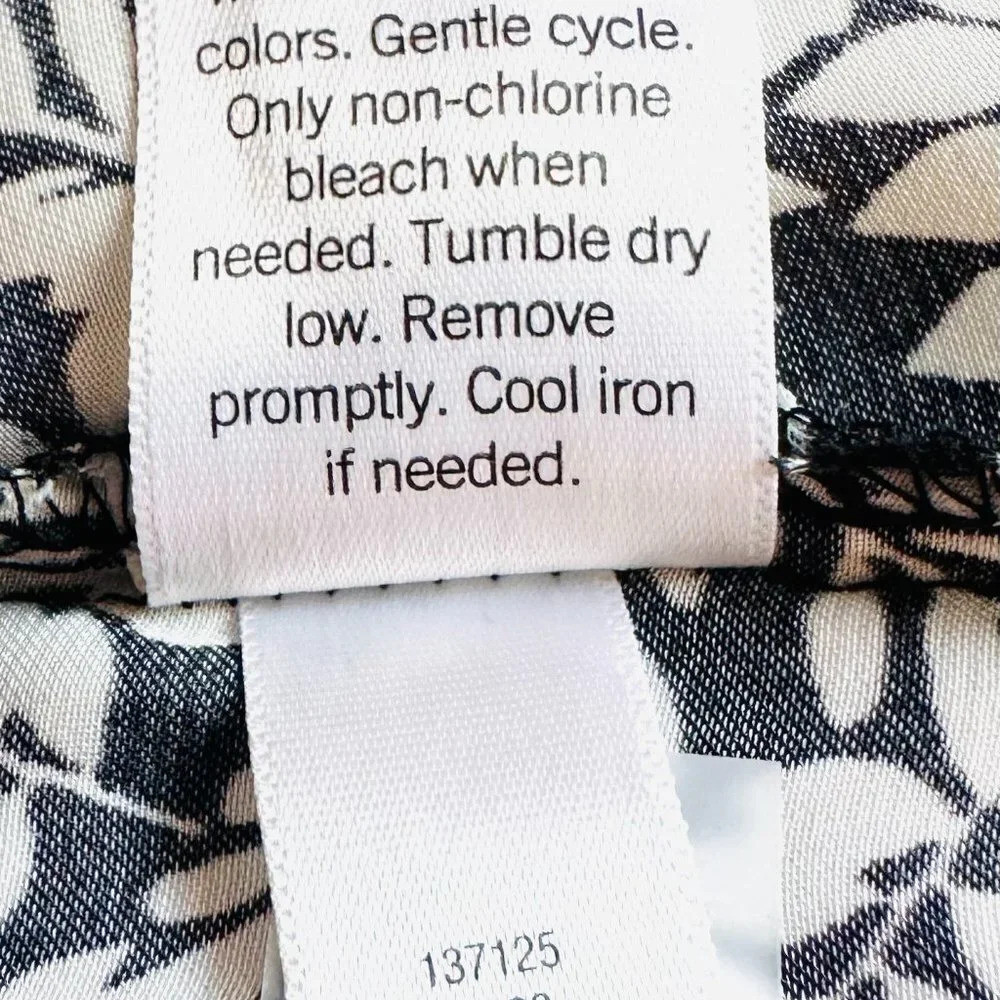 colors. Gentle cycle.
Only non-chlorine
bleach when
needed. Tumble dry
low. Remove
promptly. Cool iron
if needed.
137125